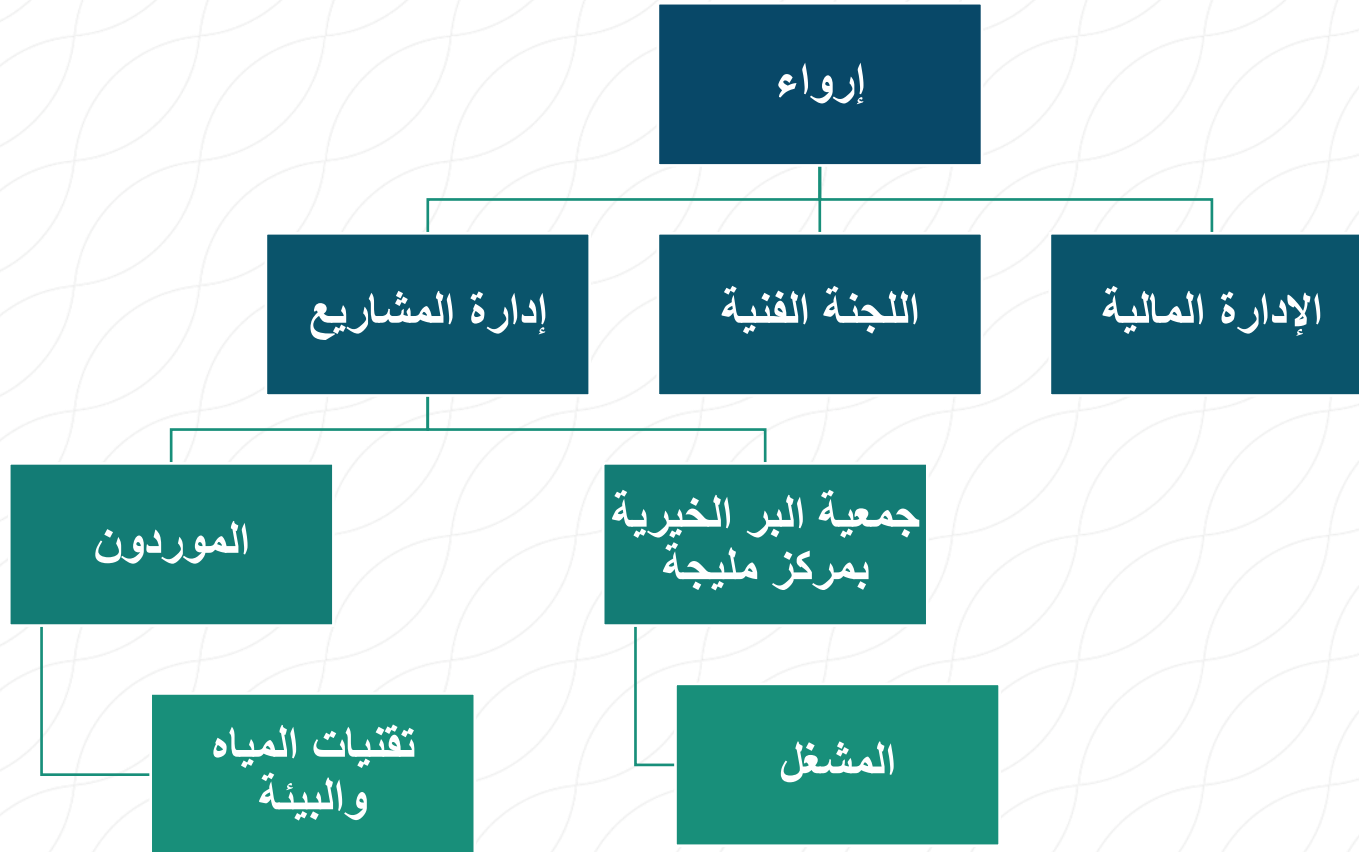 إرواء
الإدارة المالية
اللجنة الفنية
إدارة المشاريع
جمعية البر الخيرية
بمركز مليجة
الموردون
المشغل
تقنيات المياه
والبيئة